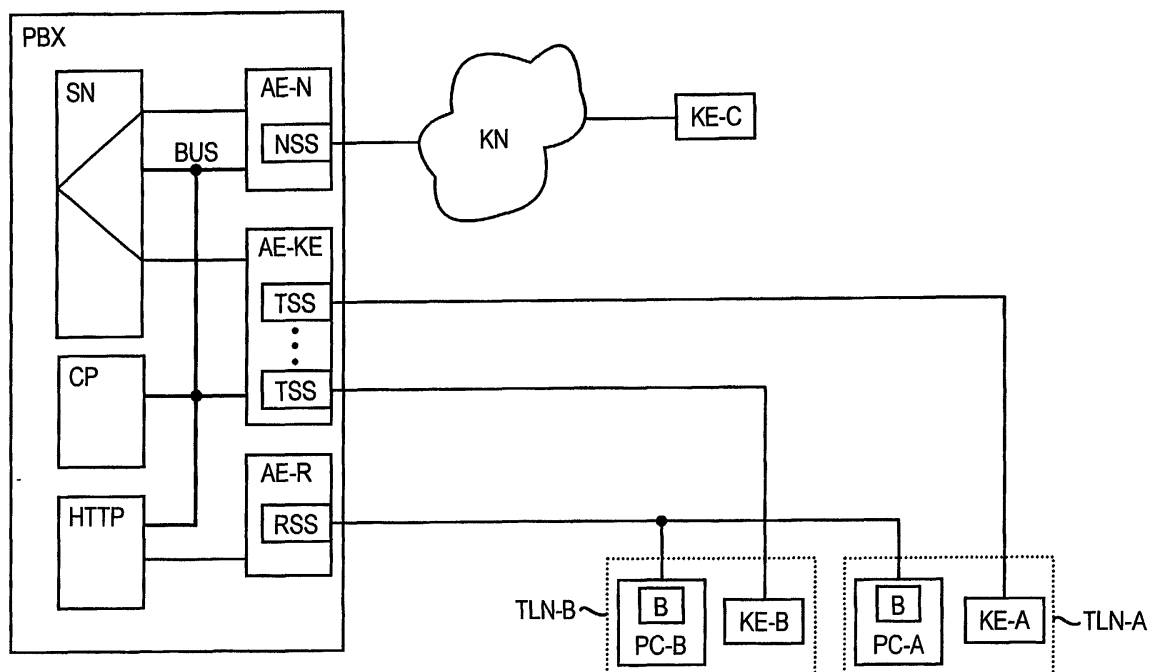 PBX
SN
AE-N
NSS
BUS
KN
KE-C
AE-KE
TSS
TSS
CP
AE-R
RSS
HTTP
TLN-B
B
PC-B
KE-B
B
PC-A
KE-A
TLN-A